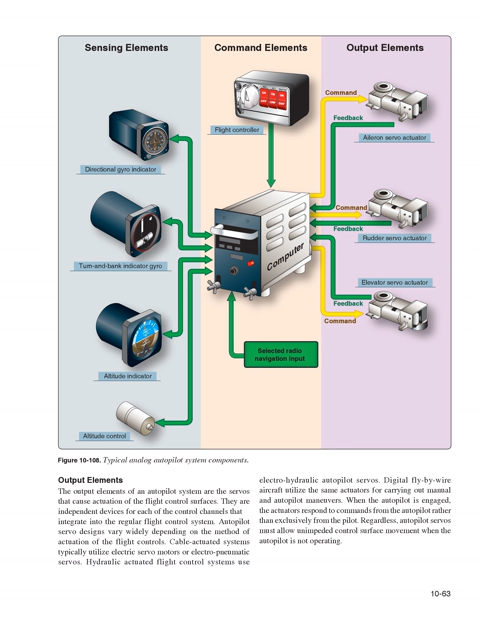 Sensing Elements
Command Elements
Output Elements
Command
Feedback
Flight controller
Aileron servo actuator
Directional gyro indicator
Command
Feedback
Rudder servo actuator
Turn-and-bank indicator gyro
Computer
Elevator servo actuator
Feedback
Command
Selected radio
navigation input
Altitude indicator
Altitude control
Figure 10-108. Typical analog autopilot system components.
Output Elements
The output elements of an autopilot system are the servos
that cause actuation of the flight control surfaces. They are
independent devices for each of the control channels that
integrate into the regular flight control system. Autopilot
servo designs vary widely depending on the method of
actuation of the flight controls. Cable-actuated systems
typically utilize electric servo motors or electro-pneumatic
servos. Hydraulic actuated flight control systems use
electro-hydraulic autopilot servos. Digital fly-by-wire
aircraft utilize the same actuators for carrying out manual
and autopilot maneuvers. When the autopilot is engaged,
the actuators respond to commands from the autopilot rather
than exclusively from the pilot. Regardless, autopilot servos
must allow unimpeded control surface movement when the
autopilot is not operating.
10-63